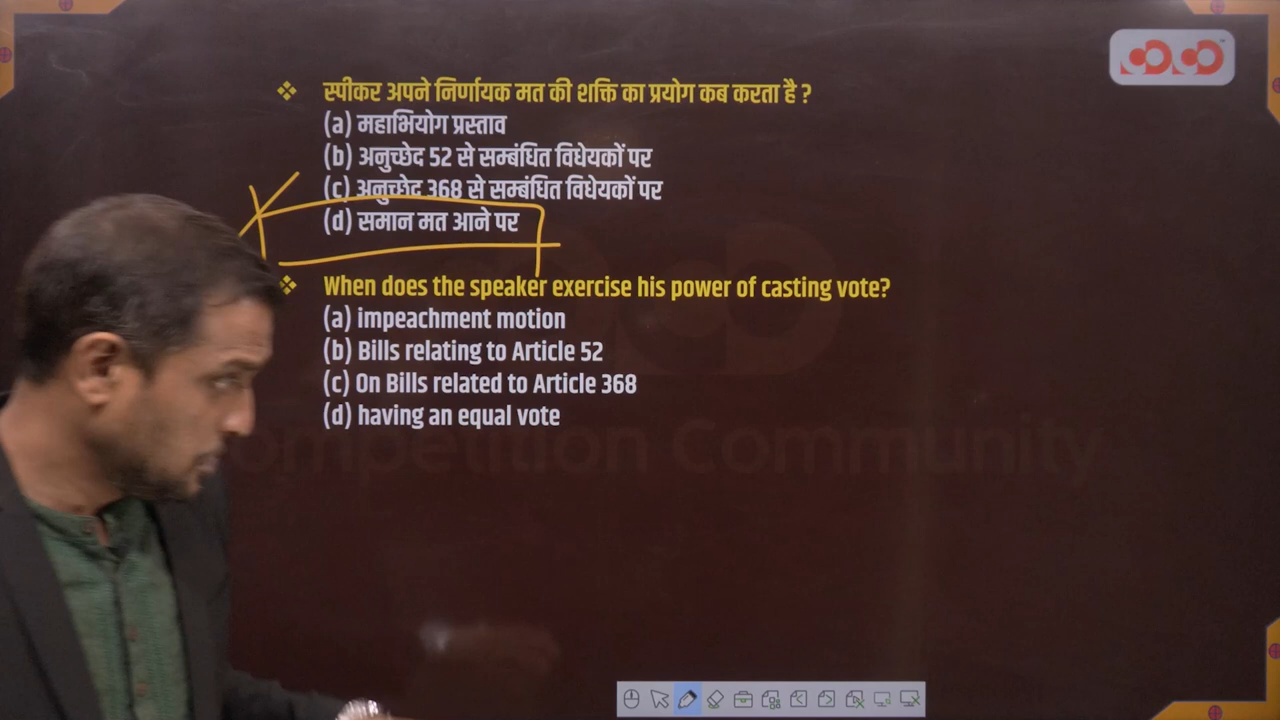 स्पीकर अपने निर्णायक मत की शक्ति का प्रयोग कब करता है ?
(a) महाभियोग प्रस्ताव
(b) अनुच्छेद 52 से सम्बंधित विधेयकों पर
(c) अनुच्छेद 368 से सम्बंधित विधेयकों पर
(d) समान मत आने पर
When does the speaker exercise his power of casting vote?
(a) impeachment motion
(b) Bills relating to Article 52
(c) On Bills related to Article 368
(d) having an equal vote
ompetition Community